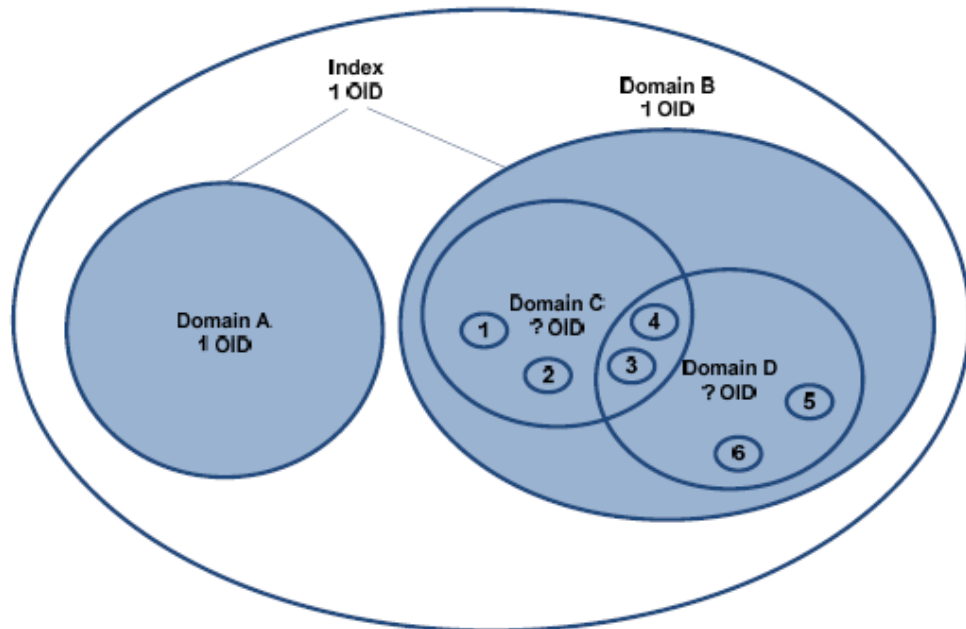 Index
1 OID
Domain B
1 OID
Domain A
1 OID
Domain C
? OID
1
2
4
3
Domain D
? OID
5
6